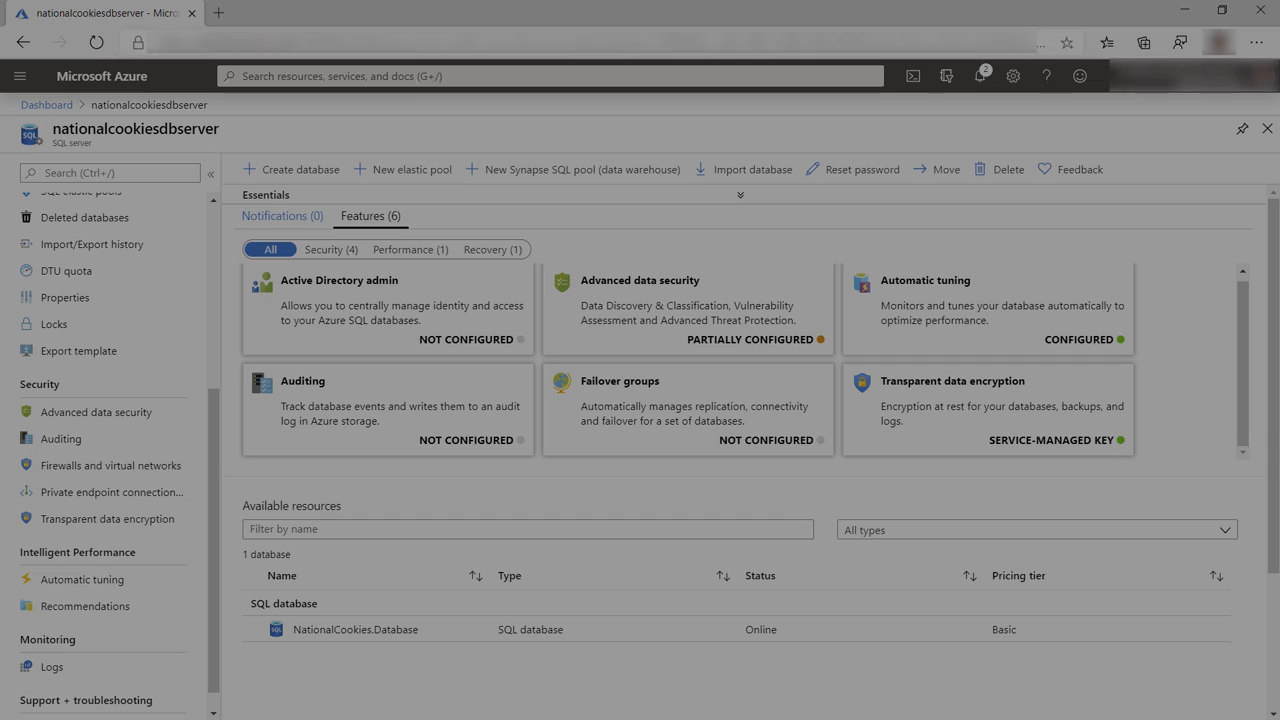 nationalcookiesdbserver - Micro
...
Microsoft Azure
Search resources, services, and docs (G+/)
2
Dashboard > nationalcookiesdbserver
nationalcookiesdbserver
SQL server
Search (Ctrl+/)
«
SQL elastic pools
Deleted databases
Import/Export history
DTU quota
Properties
Locks
Export template
Security
Advanced data security
Auditing
Firewalls and virtual networks
Private endpoint connection...
Transparent data encryption
Intelligent Performance
Automatic tuning
Recommendations
Monitoring
Logs
Support + troubleshooting
Create database
New elastic pool
New Synapse SQL pool (data warehouse)
Import database
Reset password
Move
Delete
Feedback
Essentials
Notifications (0)
Features (6)
All
Security (4)
Performance (1)
Recovery (1)
Active Directory admin
Allows you to centrally manage identity and access
to your Azure SQL databases.
NOT CONFIGURED
Advanced data security
Data Discovery & Classification, Vulnerability
Assessment and Advanced Threat Protection.
PARTIALLY CONFIGURED
Automatic tuning
Monitors and tunes your database automatically to
optimize performance.
CONFIGURED
Auditing
Track database events and writes them to an audit
log in Azure storage.
NOT CONFIGURED
Failover groups
Automatically manages replication, connectivity
and failover for a set of databases.
NOT CONFIGURED
Transparent data encryption
Encryption at rest for your databases, backups, and
logs.
SERVICE-MANAGED KEY
Available resources
Filter by name
All types
1 database
Name Type Status Pricing tier
SQL database
NationalCookies.Database SQL database Online Basic